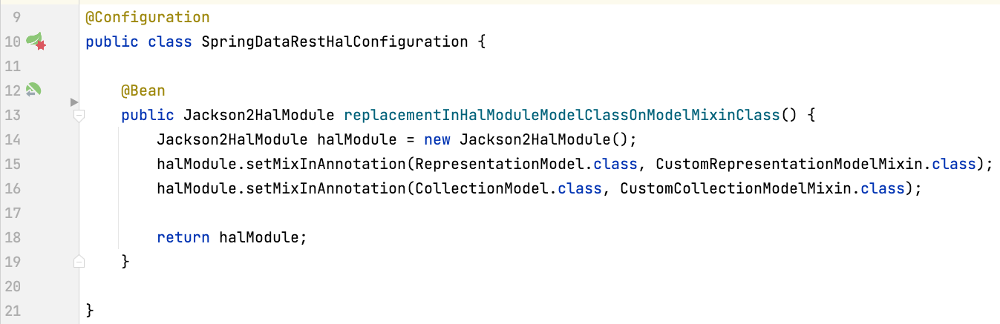 9 @Configuration
10 public class SpringDataRestHalConfiguration {
11
12     @Bean
13     public Jackson2HalModule replacementInHalModuleModelClassOnModelMixinClass() {
14         Jackson2HalModule halModule = new Jackson2HalModule();
15         halModule.setMixInAnnotation(RepresentationModel.class, CustomRepresentationModelMixin.class);
16         halModule.setMixInAnnotation(CollectionModel.class, CustomCollectionModelMixin.class);
17
18         return halModule;
19     }
20
21 }